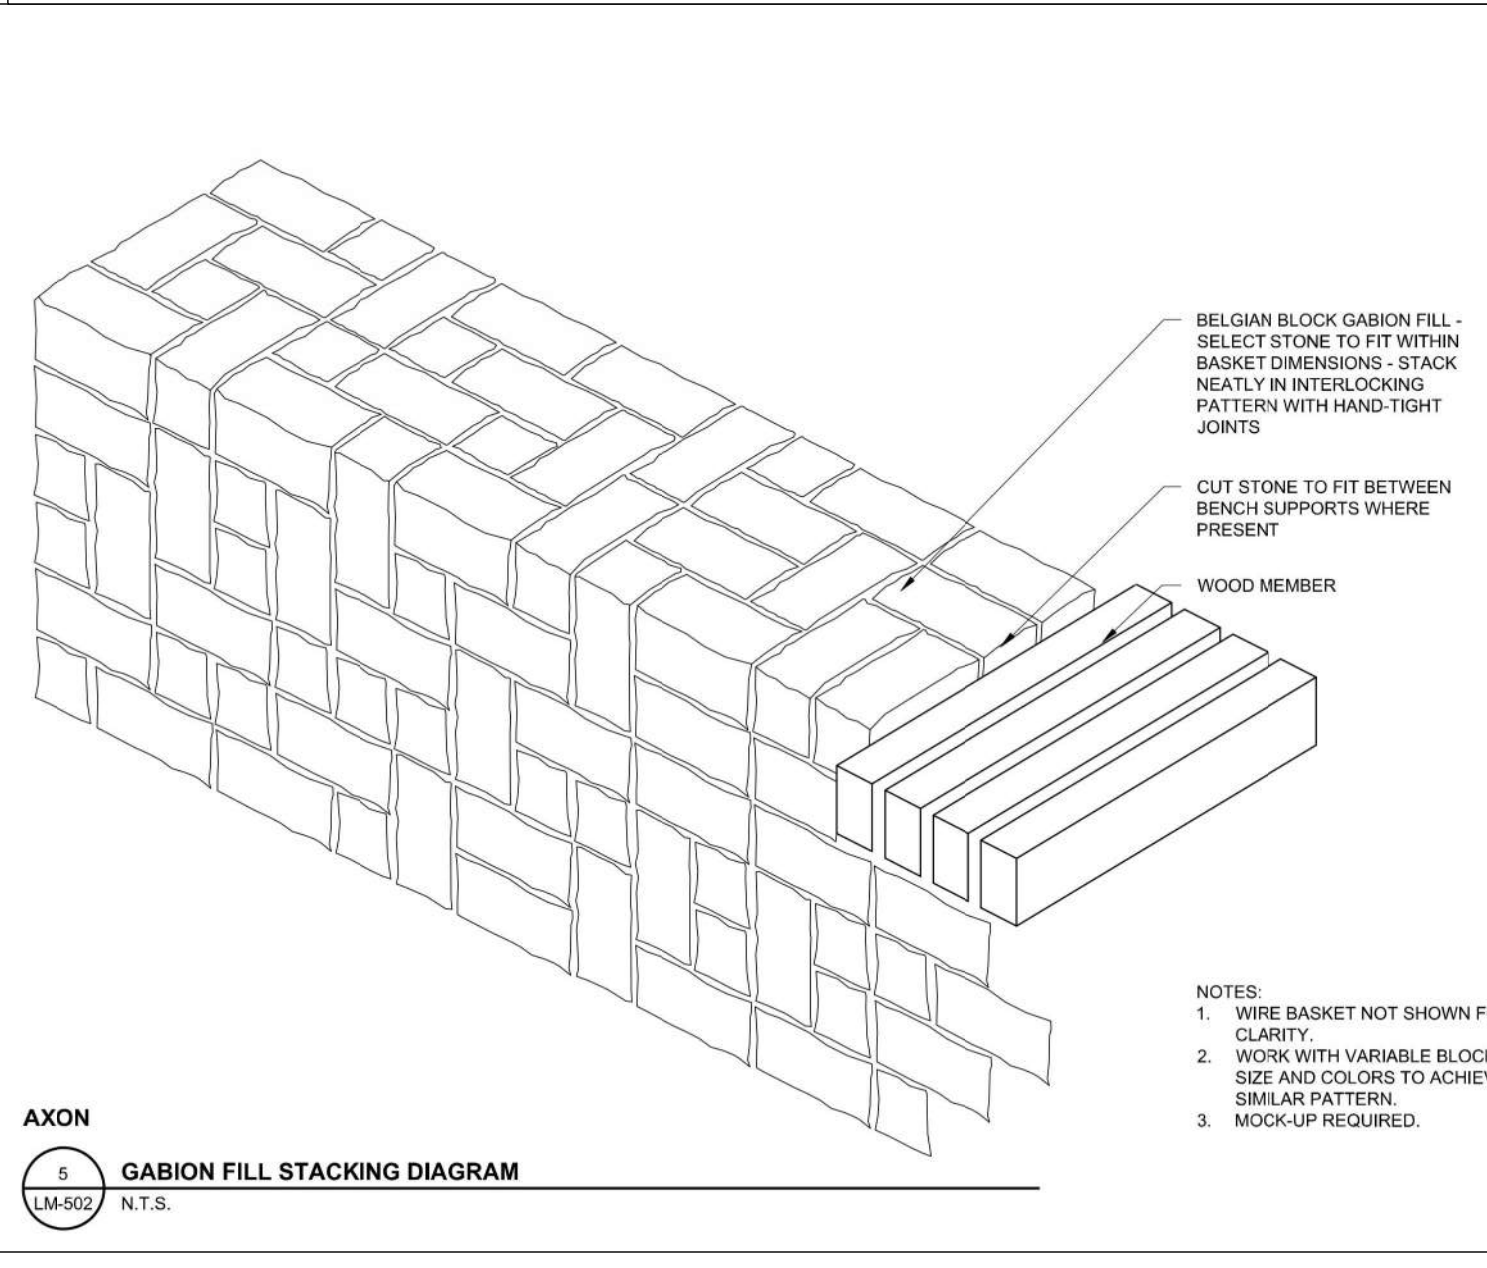 BELGIAN BLOCK GABION FILL -
SELECT STONE TO FIT WITHIN
BASKET DIMENSIONS - STACK
NEATLY IN INTERLOCKING
PATTERN WITH HAND-TIGHT
JOINTS
CUT STONE TO FIT BETWEEN
BENCH SUPPORTS WHERE
PRESENT
WOOD MEMBER
NOTES:
1. WIRE BASKET NOT SHOWN
CLARITY.
2. WORK WITH VARIABLE
SIZE AND COLORS TO
SIMILAR PATTERN.
3. MOCK-UP REQUIRED.
AXON
5
LM-502
GABION FILL STACKING DIAGRAM
N.T.S.